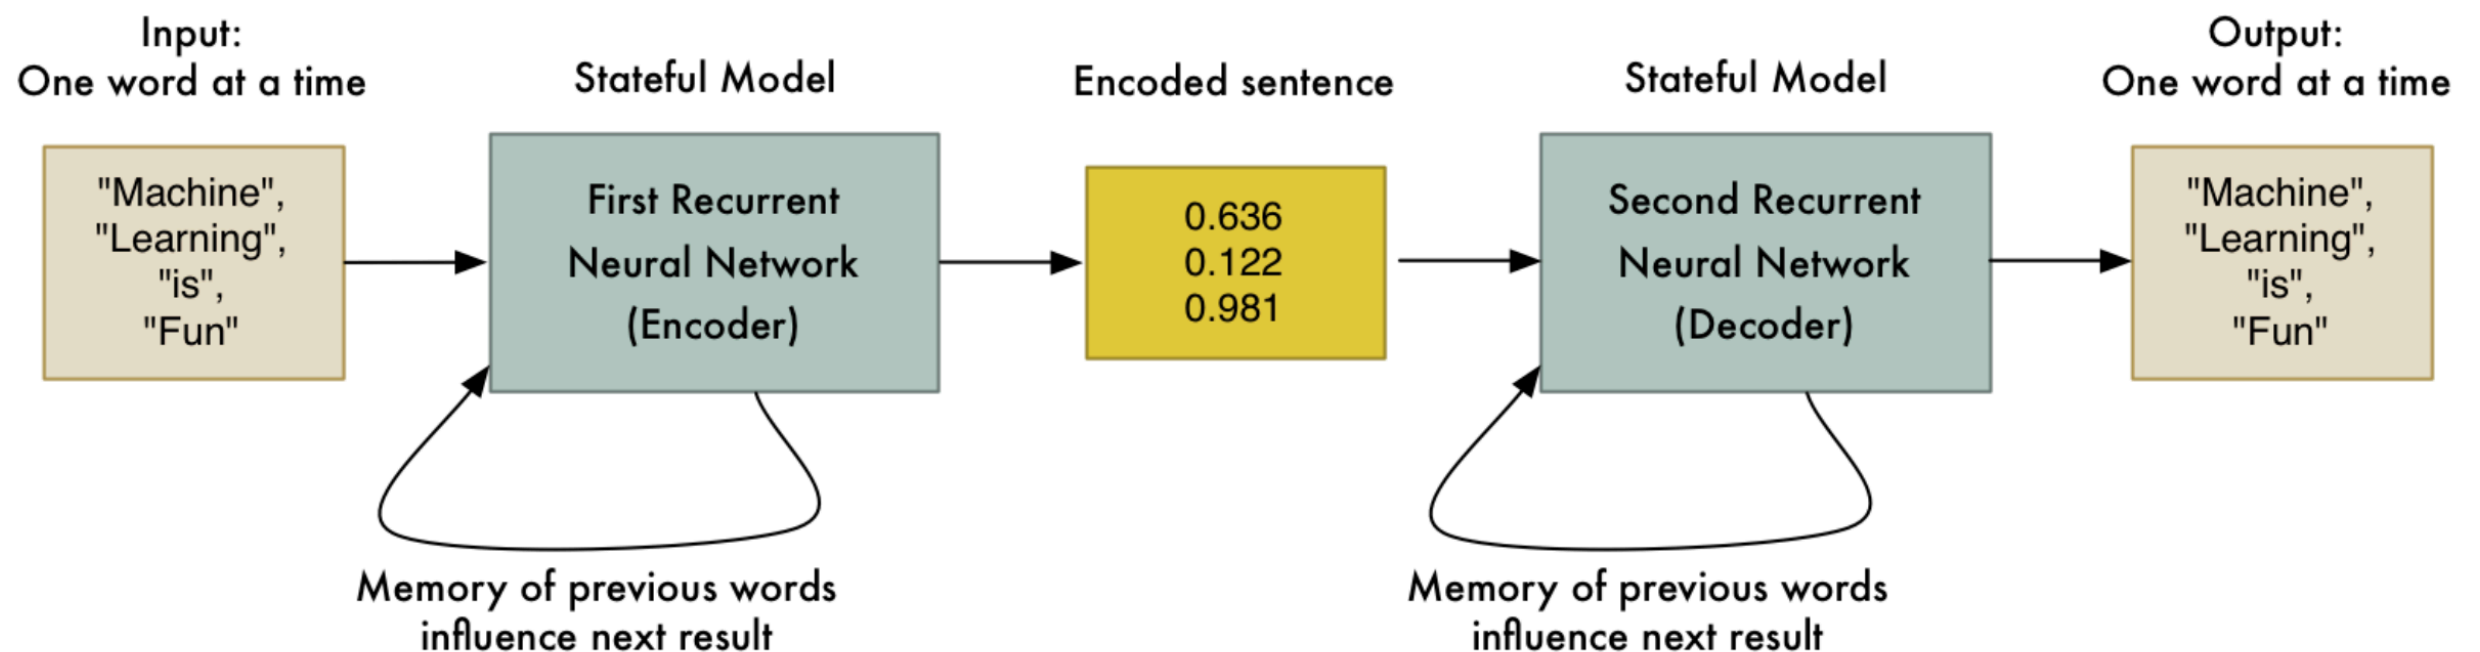 Input:
One word at a time
"Machine",
"Learning",
"is",
"Fun"
Stateful Model
First Recurrent
Neural Network
(Encoder)
Memory of previous words
influence next result
Encoded sentence
0.636
0.122
0.981
Stateful Model
Second Recurrent
Neural Network
(Decoder)
Memory of previous words
influence next result
Output:
One word at a time
"Machine",
"Learning",
"is",
"Fun"